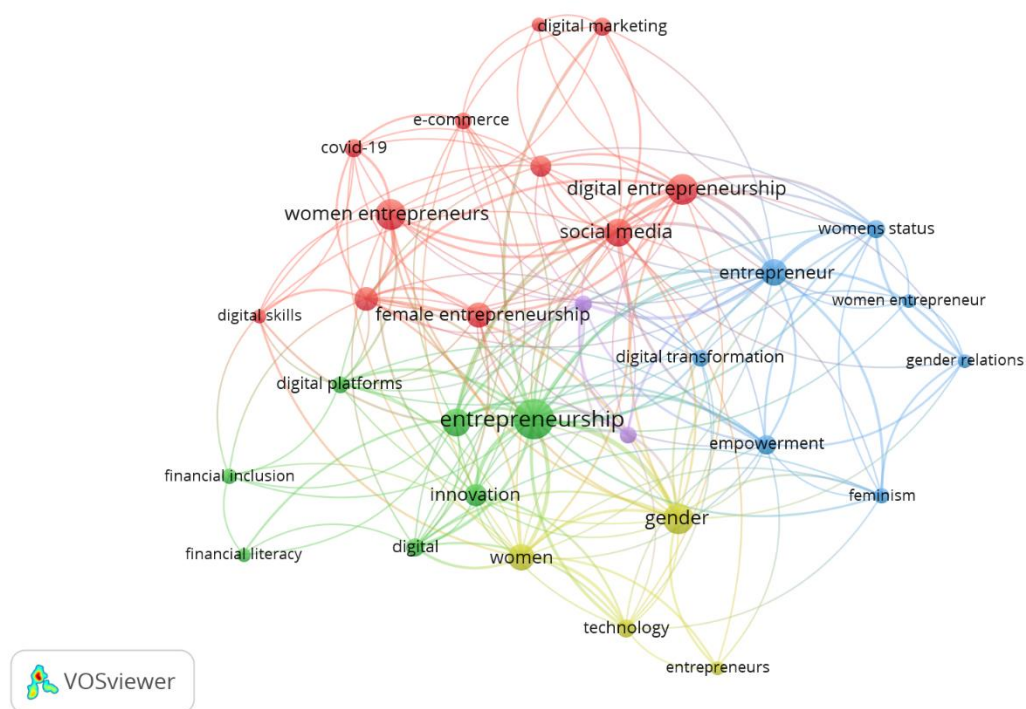 digital marketing
e-commerce
covid-19
digital entrepreneurship
women entrepreneurs
social media
womens status
entrepreneur
women entrepreneur
digital skills
female entrepreneurship
digital transformation
gender relations
digital platforms
entrepreneurship
empowerment
financial inclusion
innovation
feminism
gender
digital
financial literacy
women
technology
entrepreneurs
VOSviewer